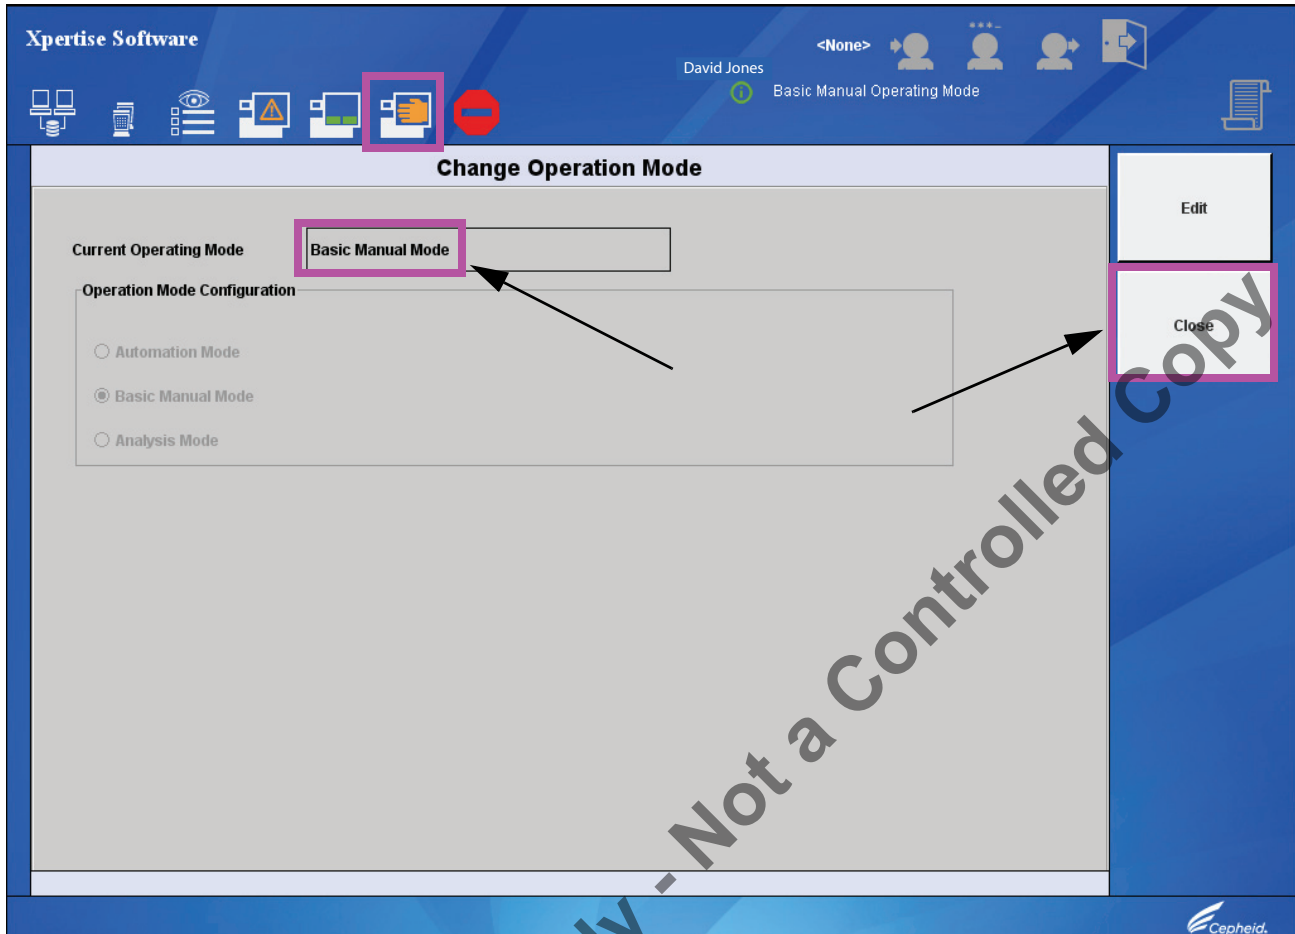 Xpertise Software
<None>
***_
David Jones
Basic Manual Operating Mode
Change Operation Mode
Edit
Current Operating Mode
Basic Manual Mode
Operation Mode Configuration
Close
Automation Mode
Basic Manual Mode
Analysis Mode
- Not a Controlled Copy
Cepheid.